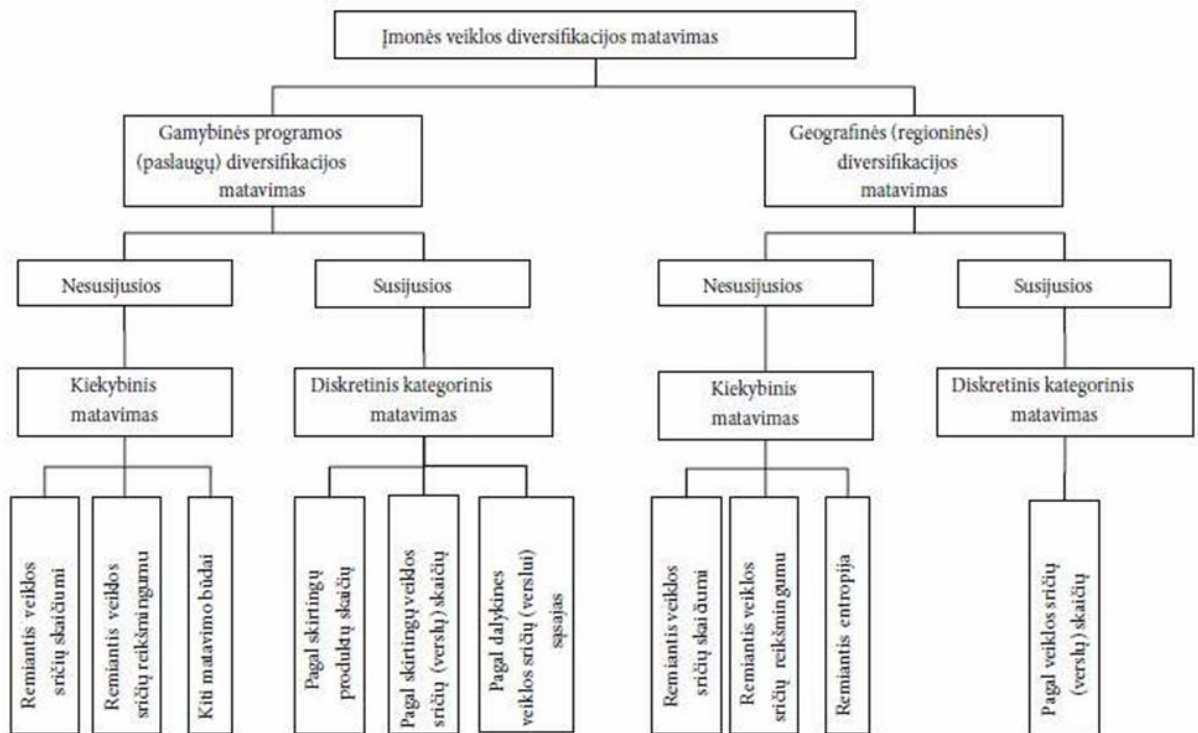 Įmonės veiklos diversifikacijos matavimas
Gamybinės programos
(paslaugų) diversifikacijos
matavimas
Geografinės (regioninės)
diversifikacijos
matavimas
Nesusijusios
Susijusios
Nesusijusios
Susijusios
Kiekybinis
matavimas
Diskretinis kategorinis
matavimas
Kiekybinis
matavimas
Diskretinis kategorinis
matavimas
Remiantis veiklos
sričių skaičiumi
Remiantis veiklos
sričių reikšmingumu
Kiti matavimo būdai
Pagal skirtingų
produktų skaičių
Pagal skirtingų veiklos
sričių (verslų) skaičių
Pagal dalykines
veiklos sričių (verslui)
sąsajas
Remiantis veiklos
sričių skaičiumi
Remiantis veiklos
sričių reikšmingumu
Remiantis entropija
Pagal veiklos sričių
(verslų) skaičių